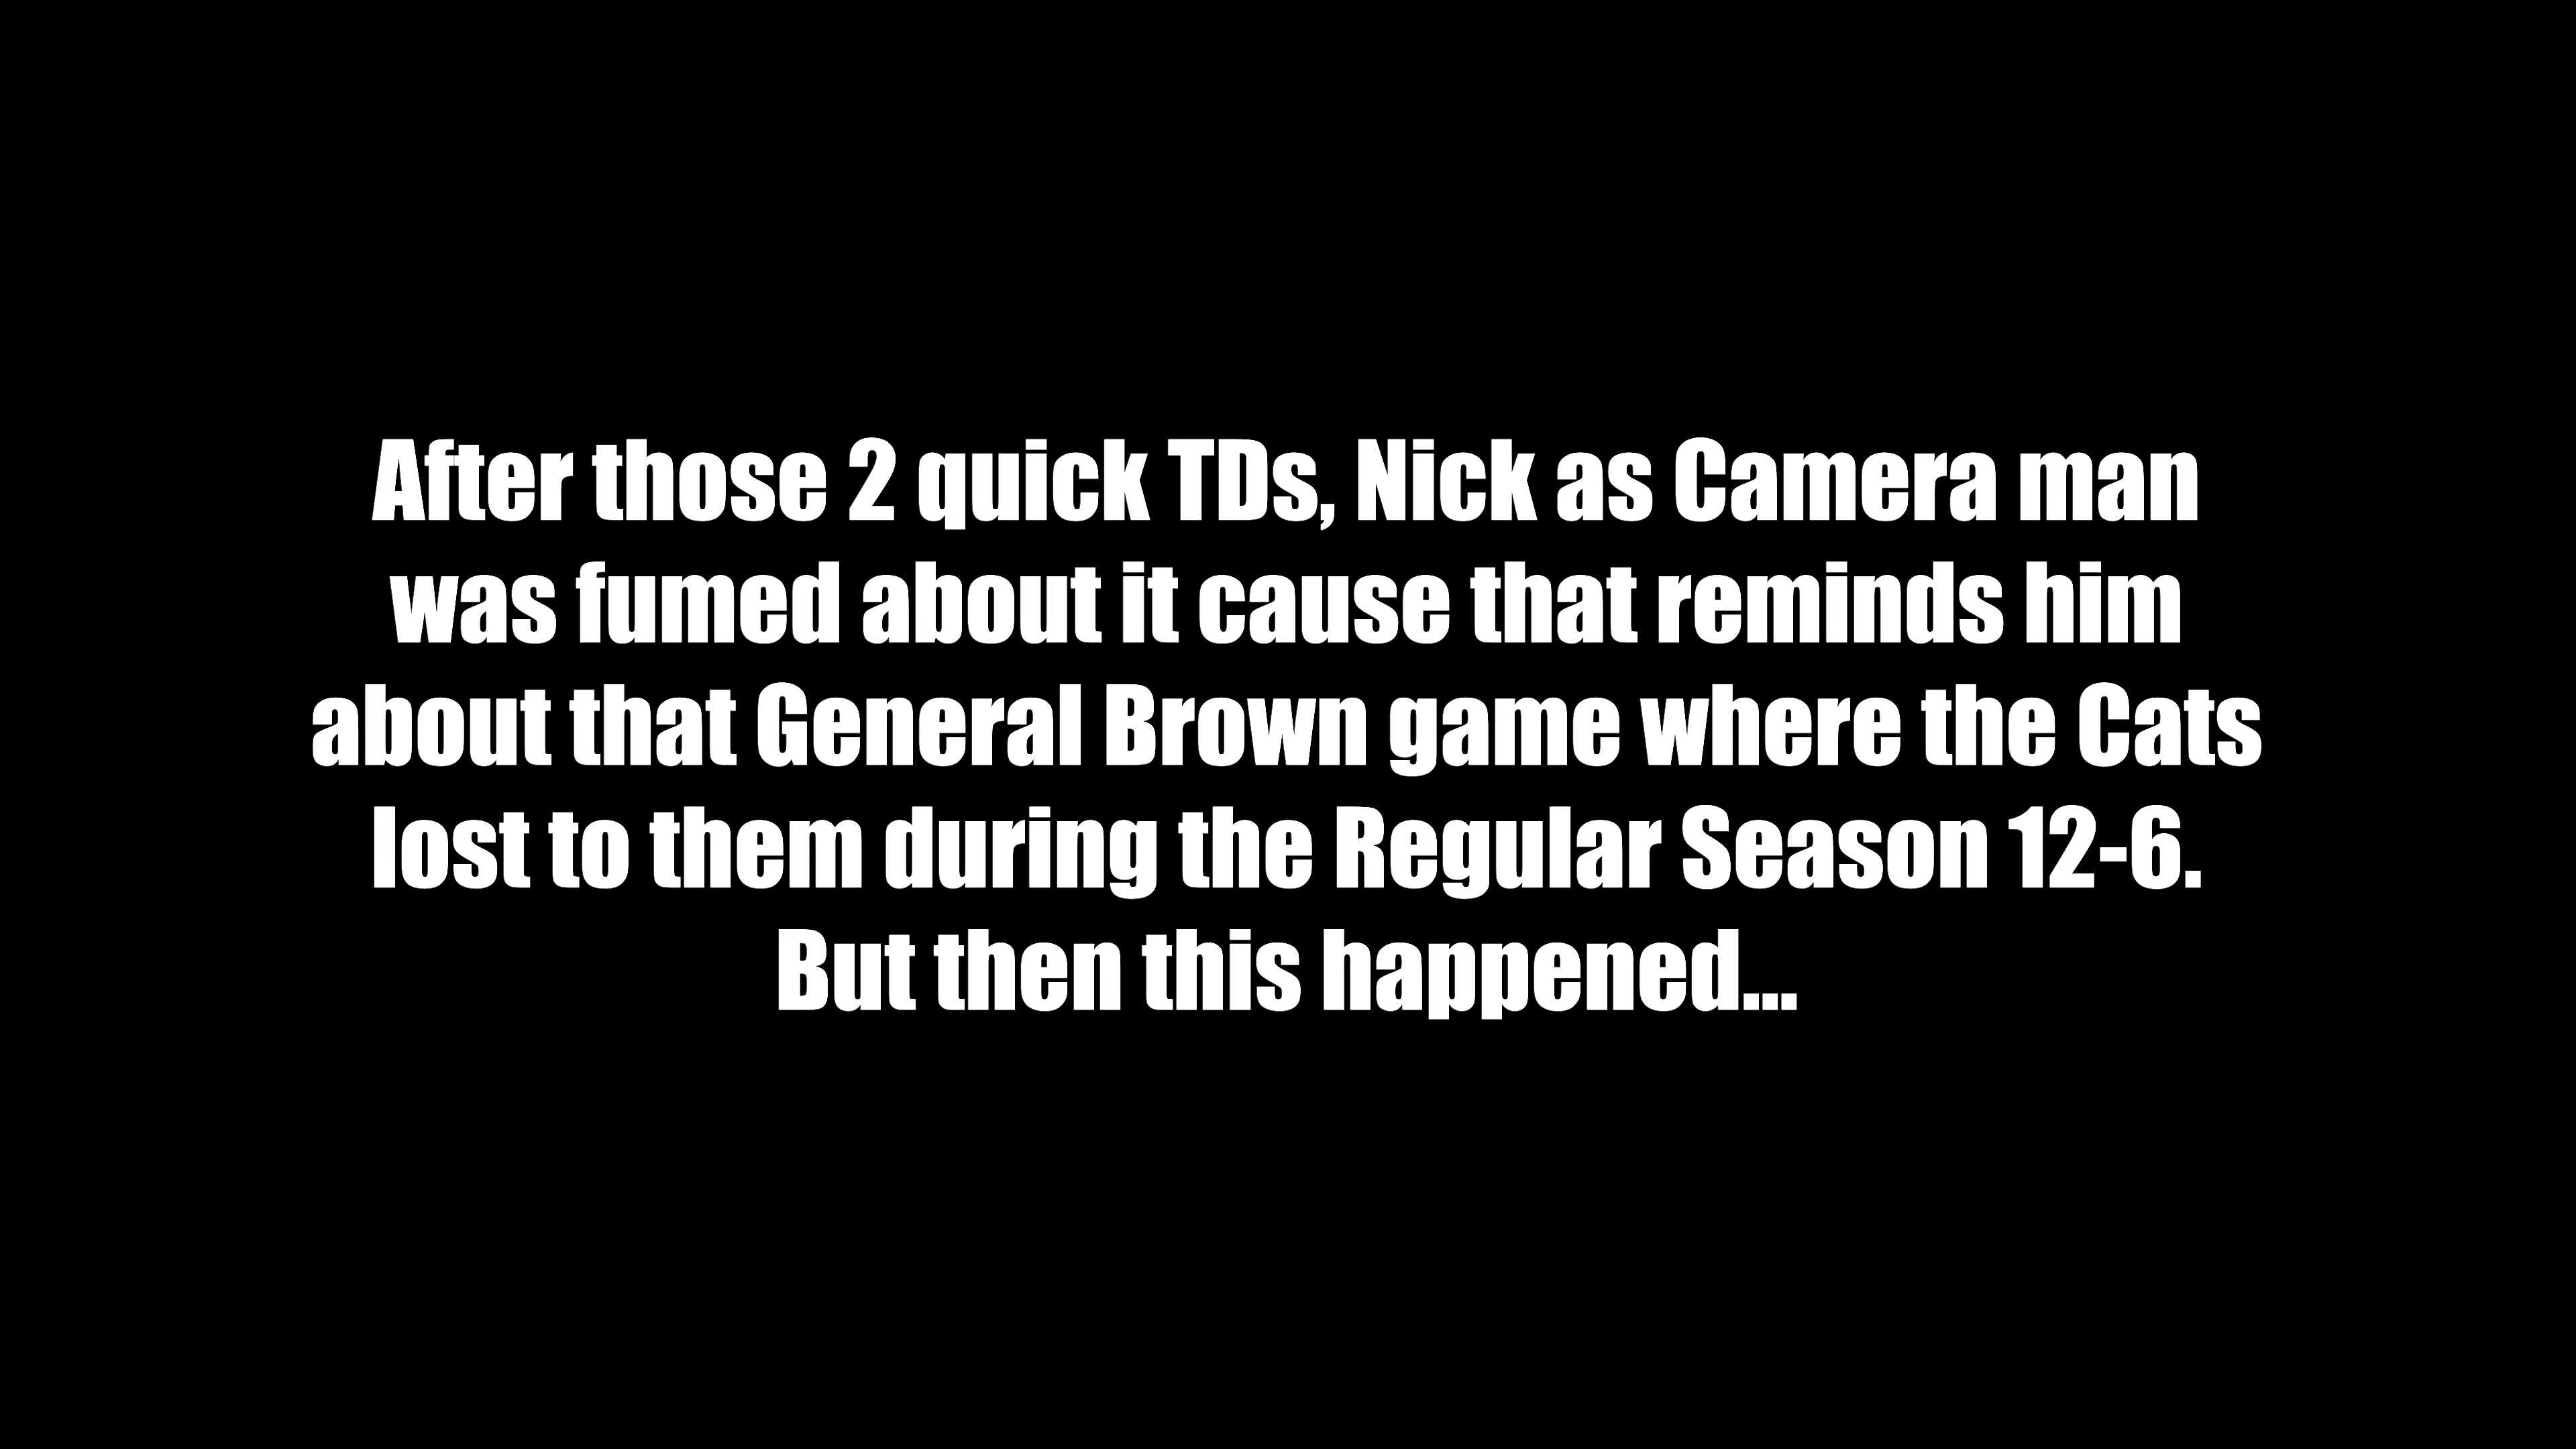 After those 2 quick TDs, Nick as Camera man
was fumed about it cause that reminds him
about that General Brown game where the Cats
lost to them during the Regular Season 12-6.
But then this happened...